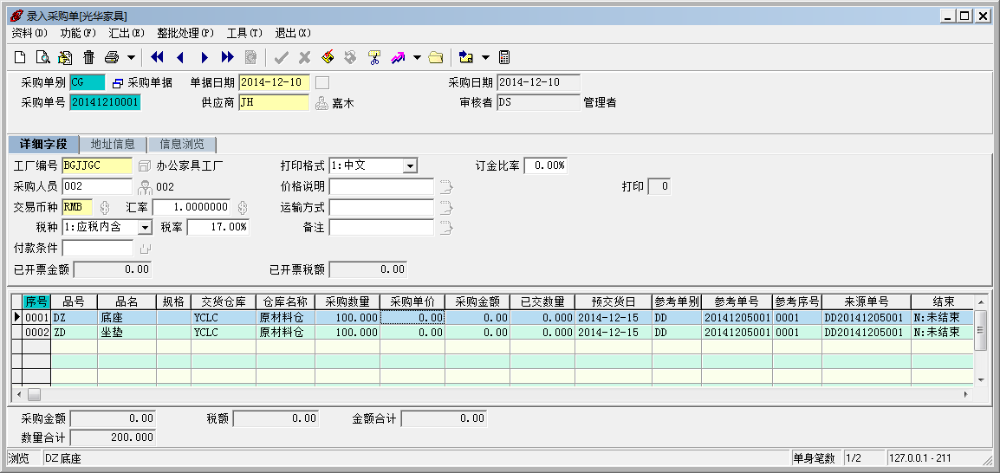 录入采购单[光华家具]
资料(D) 功能(F) 汇出(E) 整批处理(P) 工具(T) 退出(X)
采购单别 CG 采购单据 单据日期 2014-12-10 采购日期 2014-12-10
采购单号 20141210001 供应商 JH 嘉木 审核者 DS 管理者
详细字段 地址信息 信息浏览
工厂编号 BGJJGC 办公家具工厂 打印格式 1:中文 订金比率 0.00%
采购人员 002 002 价格说明 打印 0
交易币种 RMB 汇率 1.0000000 运输方式
税种 1:应税内含 税率 17.00% 备注
付款条件
已开票金额 0.00 已开票税额 0.00
序号 品号 品名 规格 交货仓库 仓库名称 采购数量 采购单价 采购金额 已交数量 预交货日 参考单别 参考单号 参考序号 来源单号 结束
0001 DZ 底座 YCLC 原材料仓 100.000 0.00 0.00 0.000 2014-12-15 DD 20141205001 0001 DD20141205001 N:未结束
0002 ZD 坐垫 YCLC 原材料仓 100.000 0.00 0.00 0.000 2014-12-15 DD 20141205001 0001 DD20141205001 N:未结束
采购金额 0.00 税额 0.00 金额合计 0.00
数量合计 200.000
浏览 DZ 底座 单身笔数 1/2 127.0.0.1 - 211